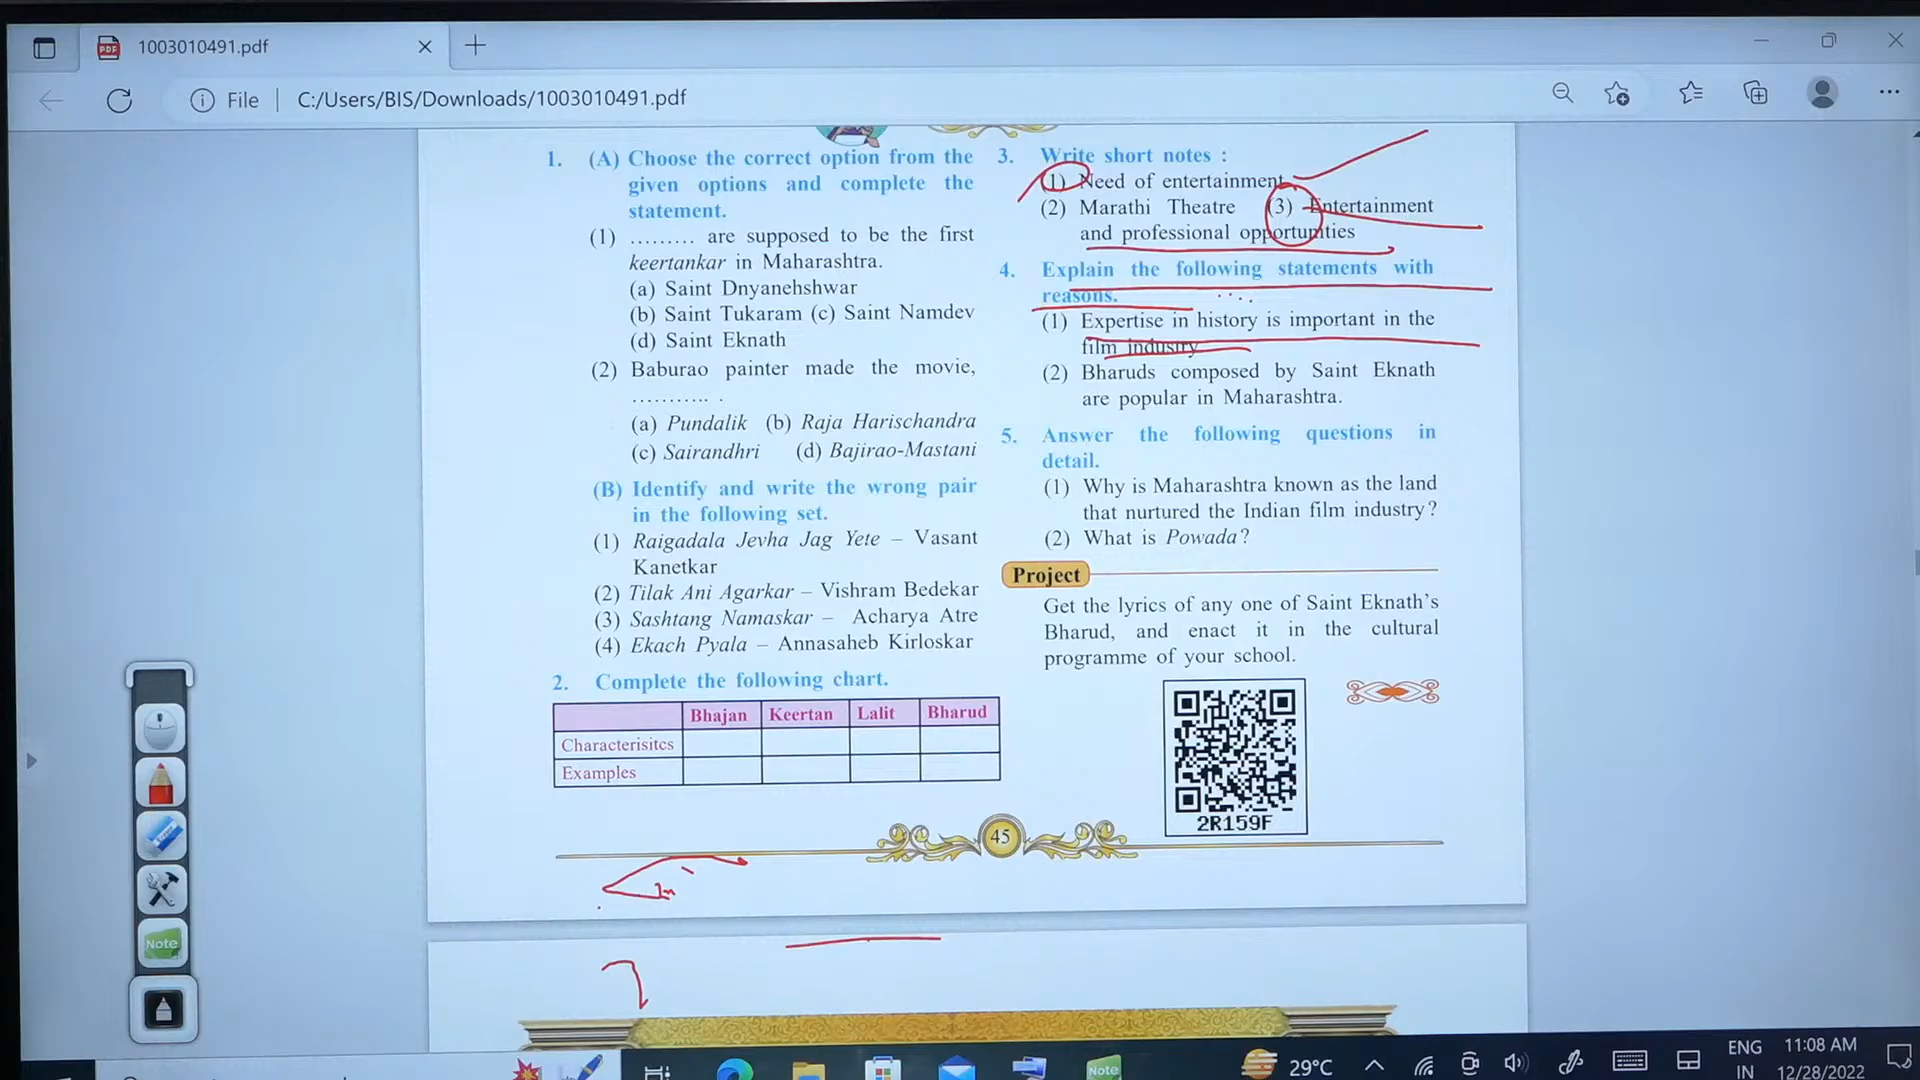 1003010491.pdf
File
C:/Users/BIS/Downloads/1003010491.pdf
1. (A) Choose the correct option from the
given options and complete the
statement.
(1) ......... are supposed to be the first
keertankar in Maharashtra.
(a) Saint Dnyanehshwar
(b) Saint Tukaram (c) Saint Namdev
(d) Saint Eknath
(2) Baburao painter made the movie,
........... .
(a) Pundalik (b) Raja Harischandra
(c) Sairandhri (d) Bajirao-Mastani
(B) Identify and write the wrong pair
in the following set.
(1) Raigadala Jevha Jag Yete – Vasant
Kanetkar
(2) Tilak Ani Agarkar – Vishram Bedekar
(3) Sashtang Namaskar – Acharya Atre
(4) Ekach Pyala – Annasaheb Kirloskar
2. Complete the following chart.
Bhajan Keertan Lalit Bharud
Characterisitcs
Examples
3. Write short notes :
(1) Need of entertainment
(2) Marathi Theatre (3) Entertainment
and professional opportunities
4. Explain the following statements with
reasons.
(1) Expertise in history is important in the
film industry
(2) Bharuds composed by Saint Eknath
are popular in Maharashtra.
5. Answer the following questions in
detail.
(1) Why is Maharashtra known as the land
that nurtured the Indian film industry?
(2) What is Powada?
Project
Get the lyrics of any one of Saint Eknath's
Bharud, and enact it in the cultural
programme of your school.
2R159F
45
Note
Note
29°C
ENG
IN
11:08 AM
12/28/2022